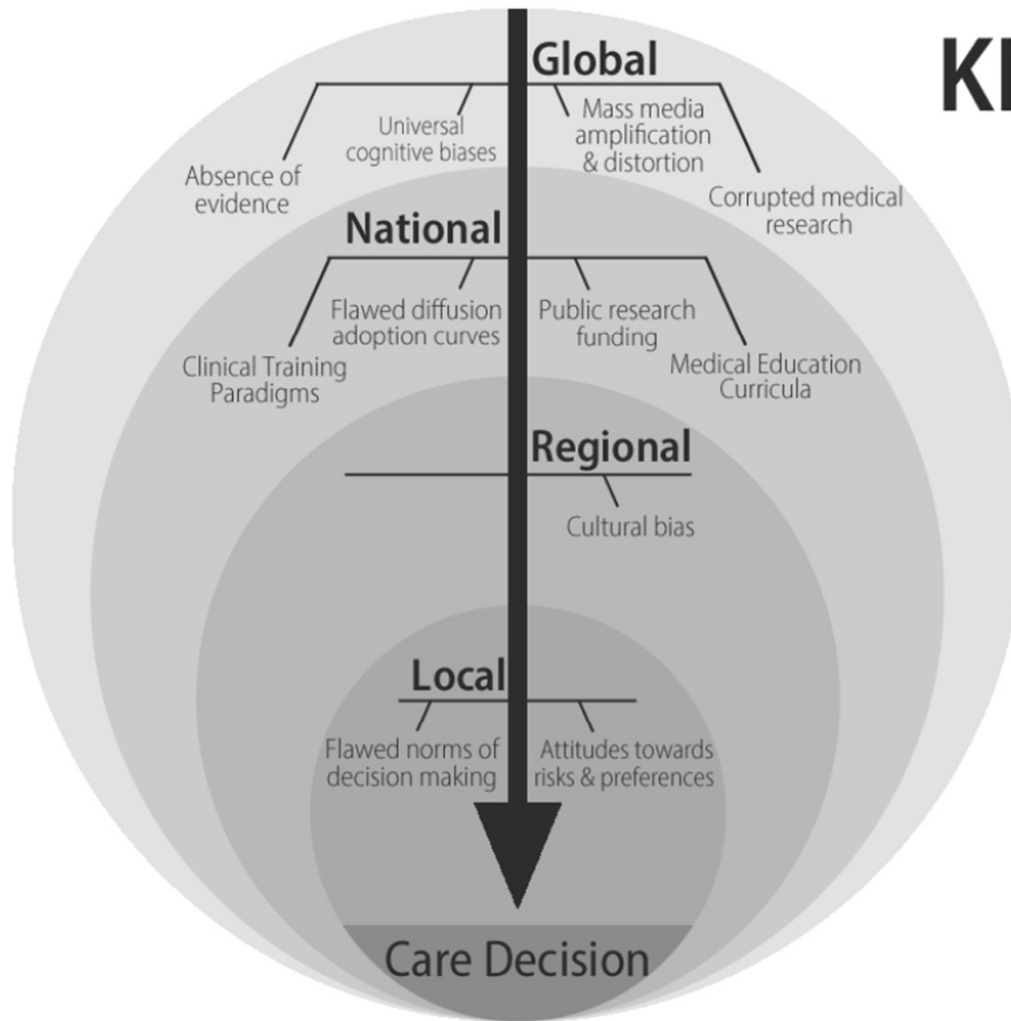 KI
Global
Universal
cognitive biases
Mass media
amplification
& distortion
Absence of
evidence
Corrupted medical
research
National
Flawed diffusion
adoption curves
Public research
funding
Clinical Training
Paradigms
Medical Education
Curricula
Regional
Cultural bias
Local
Flawed norms of
decision making
Attitudes towards
risks & preferences
Care Decision